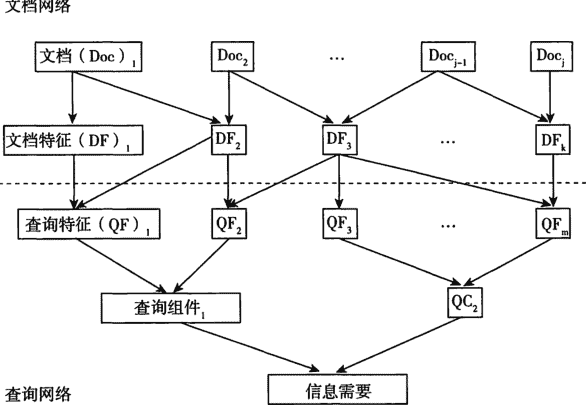 文档网络
文档（Doc）₁ Doc₂ … Docⱼ₋₁ Docⱼ
文档特征（DF）₁ DF₂ DF₃ … DFₖ
查询特征（QF）₁ QF₂ QF₃ … QFₘ
查询组件₁ QC₂
信息需要
查询网络